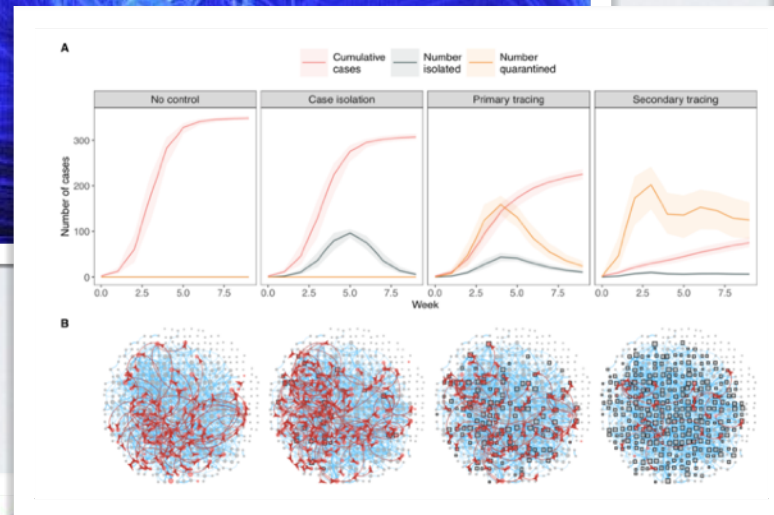 A
Cumulative cases
Number isolated
Number quarantined
No control
Case isolation
Primary tracing
Secondary tracing
Number of cases
300
200
100
0
0.0 2.5 5.0 7.5
0.0 2.5 5.0 7.5
0.0 2.5 5.0 7.5
0.0 2.5 5.0 7.5
Week
B